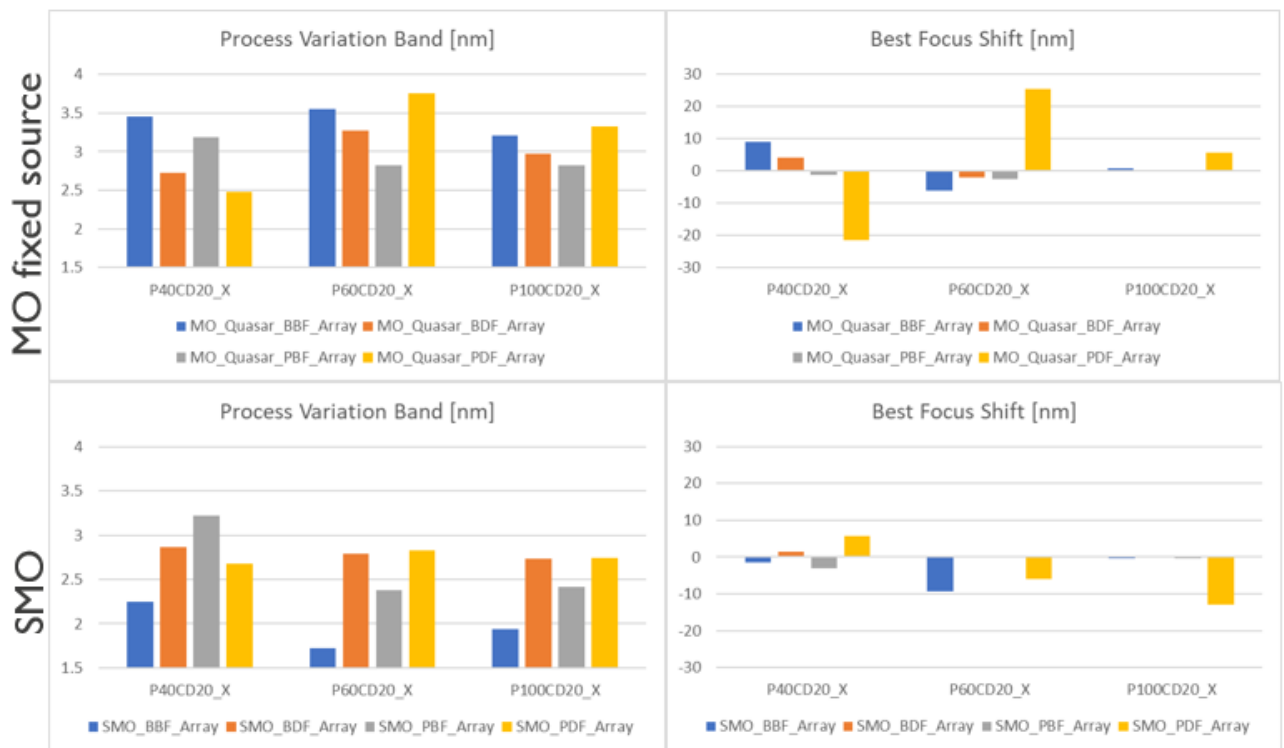 MO fixed source
Process Variation Band [nm]
4
3.5
3
2.5
2
1.5
P40CD20_X P60CD20_X P100CD20_X
MO_Quasar_BBF_Array MO_Quasar_BDF_Array
MO_Quasar_PBF_Array MO_Quasar_PDF_Array
Best Focus Shift [nm]
30
20
10
0
-10
-20
-30
P40CD20_X P60CD20_X P100CD20_X
MO_Quasar_BBF_Array MO_Quasar_BDF_Array
MO_Quasar_PBF_Array MO_Quasar_PDF_Array
SMO
Process Variation Band [nm]
4
3.5
3
2.5
2
1.5
P40CD20_X P60CD20_X P100CD20_X
SMO_BBF_Array SMO_BDF_Array SMO_PBF_Array SMO_PDF_Array
Best Focus Shift [nm]
30
20
10
0
-10
-20
-30
P40CD20_X P60CD20_X P100CD20_X
SMO_BBF_Array SMO_BDF_Array SMO_PBF_Array SMO_PDF_Array